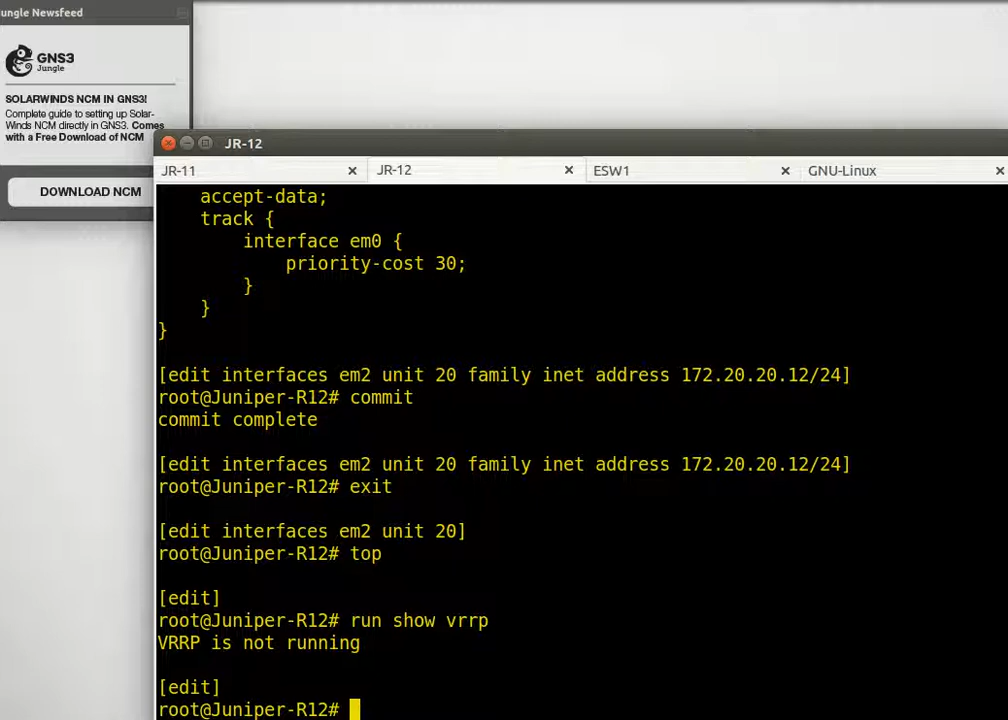 ungle Newsfeed
GNS3
Jungle
SOLARWINDS NCM IN GNS3!
Complete guide to setting up Solar-
Winds NCM directly in GNS3. Comes
with a Free Download of NCM
DOWNLOAD NCM
JR-12
JR-11
JR-12
ESW1
GNU-Linux
accept-data;
track {
interface em0 {
priority-cost 30;
}
}
}
[edit interfaces em2 unit 20 family inet address 172.20.20.12/24]
root@Juniper-R12# commit
commit complete
[edit interfaces em2 unit 20 family inet address 172.20.20.12/24]
root@Juniper-R12# exit
[edit interfaces em2 unit 20]
root@Juniper-R12# top
[edit]
root@Juniper-R12# run show vrrp
VRRP is not running
[edit]
root@Juniper-R12#